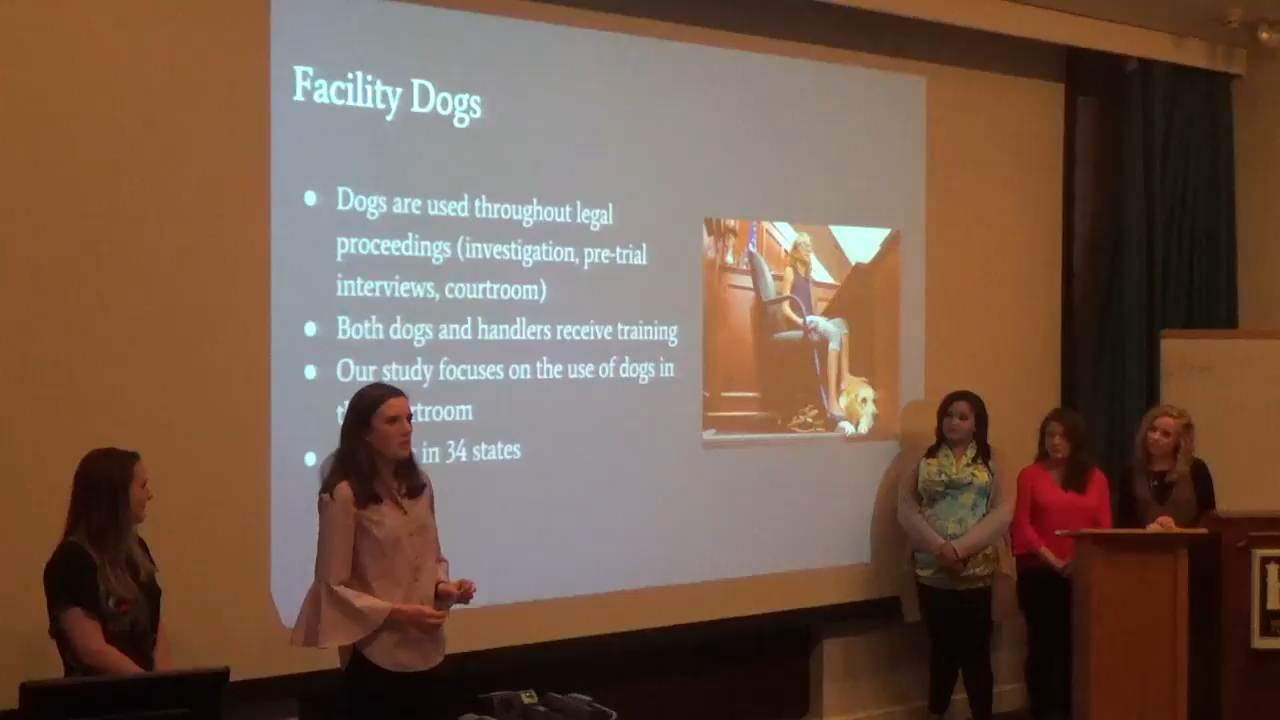 Facility Dogs
● Dogs are used throughout legal
proceedings (investigation, pre-trial
interviews, courtroom)
● Both dogs and handlers receive training
● Our study focuses on the use of dogs in
● in 34 states